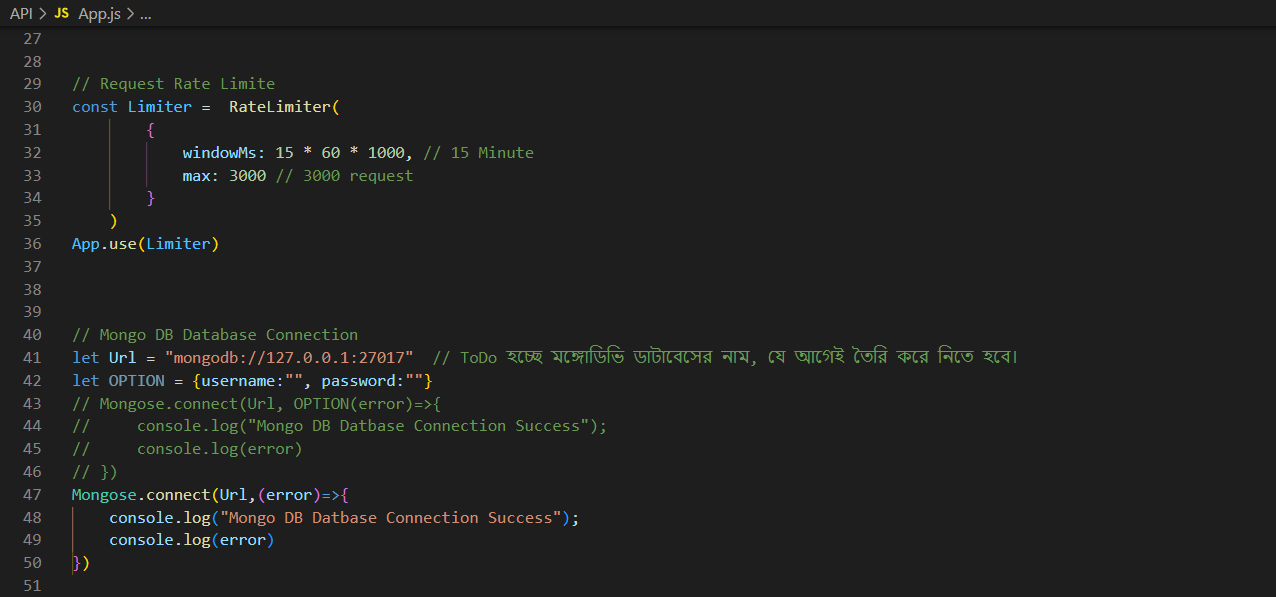 API > JS App.js > ...
27
28
29 // Request Rate Limite
30 const Limiter =  RateLimiter(
31 {
32 windowMs: 15 * 60 * 1000, // 15 Minute
33 max: 3000 // 3000 request
34 }
35 )
36 App.use(Limiter)
37
38
39
40 // Mongo DB Database Connection
41 let Url = "mongodb://127.0.0.1:27017"  // ToDo হচ্ছে মঙ্গোডিভি ডাটাবেসের নাম, যে আগেই তৈরি করে নিতে হবে।
42 let OPTION = {username:"", password:""}
43 // Mongose.connect(Url, OPTION(error)=>{
44 //     console.log("Mongo DB Datbase Connection Success");
45 //     console.log(error)
46 // })
47 Mongose.connect(Url,(error)=>{
48 console.log("Mongo DB Datbase Connection Success");
49 console.log(error)
50 })
51